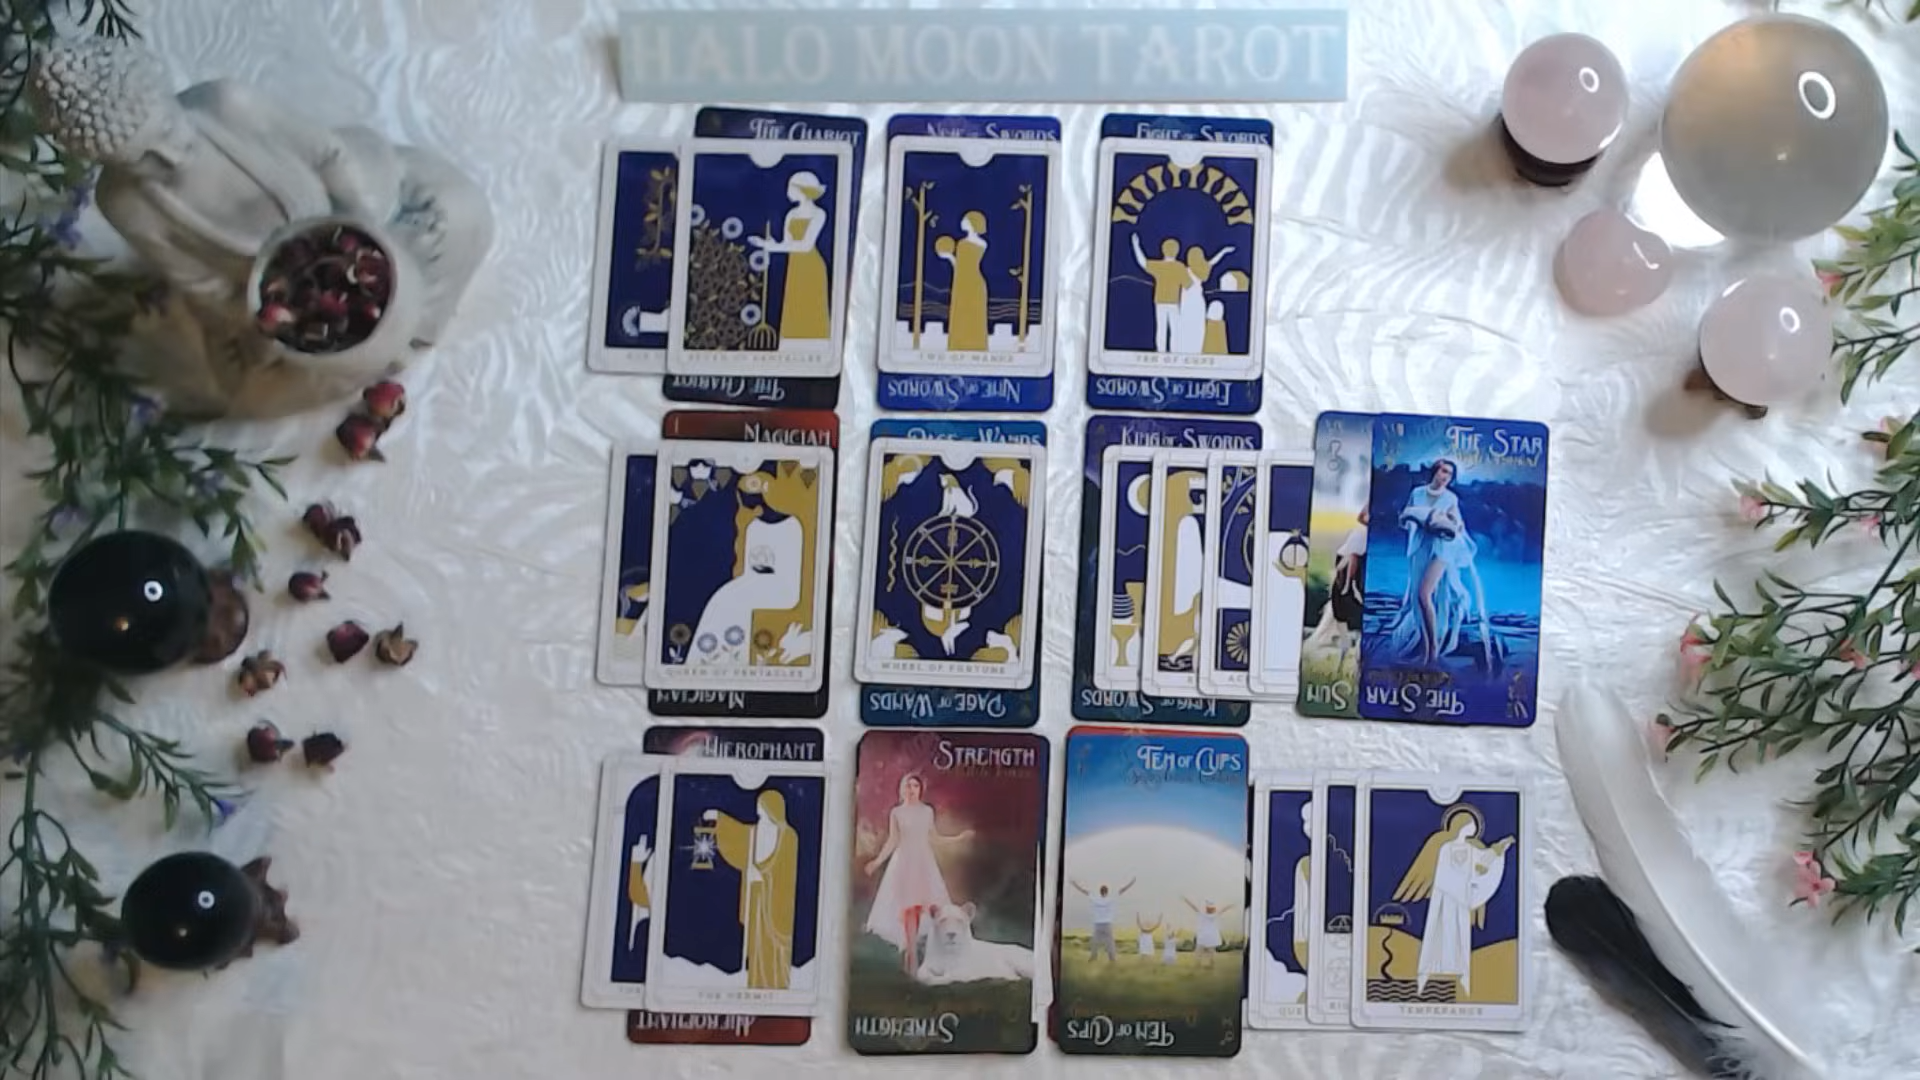 HALO MOON TAROT
THE CHARIOT
NINE OF SWORDS
EIGHT OF SWORDS
SEVEN OF PENTACLES
TWO OF WANDS
TEN OF CUPS
THE CHARIOT
NINE OF SWORDS
EIGHT OF SWORDS
MAGICIAN
PAGE OF WANDS
KING OF SWORDS
THE STAR
QUEEN OF PENTACLES
WHEEL OF FORTUNE
AC
MAGICIAN
PAGE OF WANDS
KING OF SWORDS
SUN
THE STAR
HIEROPHANT
STRENGTH
TEN OF CUPS
THE HERMIT
QUE
KI
TEMPERANCE
HIEROPHANT
STRENGTH
TEN OF CUPS